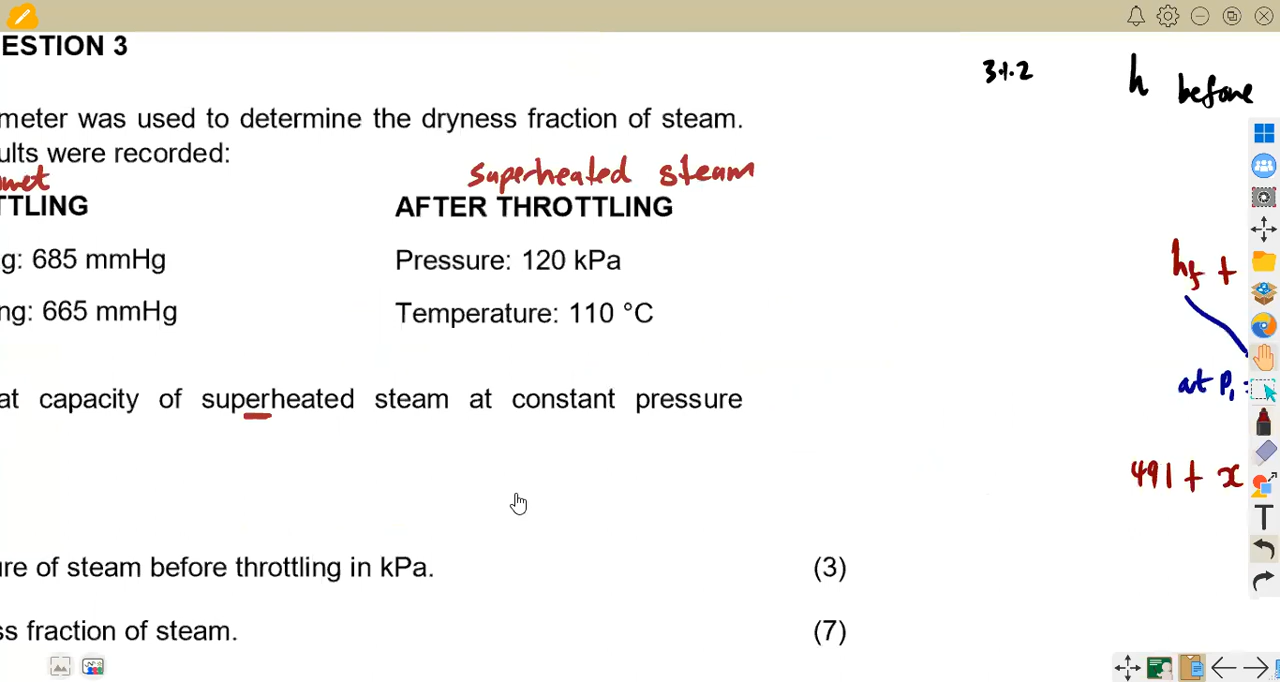 ESTION 3
3.1.2
h before
meter was used to determine the dryness fraction of steam.
ults were recorded:
wet
superheated steam
TTLING
AFTER THROTTLING
g: 685 mmHg
Pressure: 120 kPa
hf +
ng: 665 mmHg
Temperature: 110 °C
at P1 =
at capacity of superheated steam at constant pressure
491 + x
ure of steam before throttling in kPa.
(3)
ss fraction of steam.
(7)
T